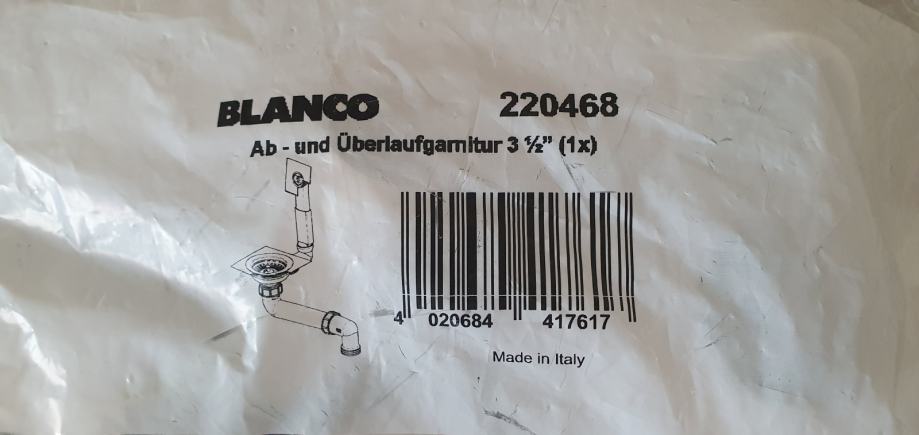 BLANCO 220468
Ab - und Überlaufgarnitur 3 ½” (1x)
4 020684 417617
Made in Italy